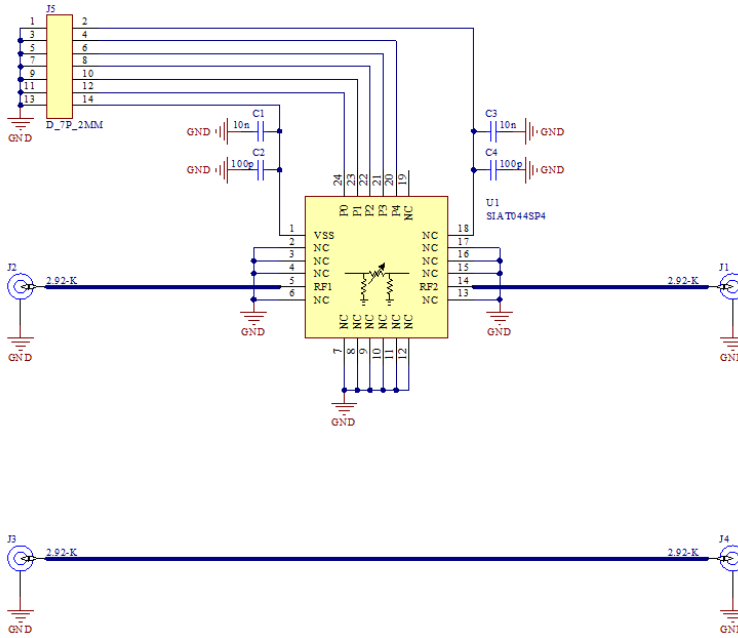 J5
1 2
3 4
5 6
7 8
9 10
11 12
13 14
D_7P_2MM
GND
C1
GND 10n
C2
GND 100p
C3
10n GND
C4
100p GND
24 23 22 21 20 19
P0 P1 P2 P3 P4 NC
U1
SIAT044SP4
1 VSS NC 18
2 NC NC 17
3 NC NC 16
4 NC NC 15
5 RF1 RF2 14
6 NC NC 13
NC NC NC NC NC NC
7 8 9 10 11 12
GND
GND
GND
J2
2.92-K
GND
J1
2.92-K
GND
J3
2.92-K
GND
J4
2.92-K
GND